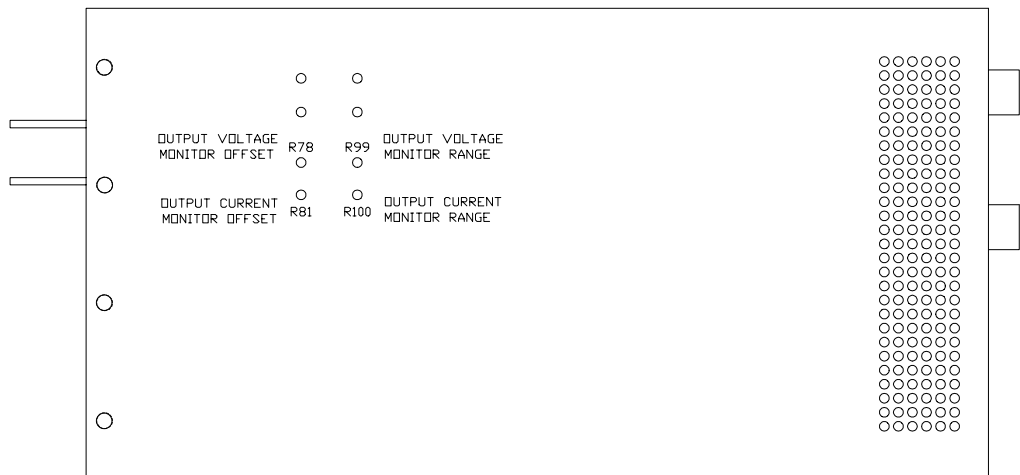 OUTPUT VOLTAGE
MONITOR OFFSET
R78
R99
OUTPUT VOLTAGE
MONITOR RANGE
OUTPUT CURRENT
MONITOR OFFSET
R81
R100
OUTPUT CURRENT
MONITOR RANGE